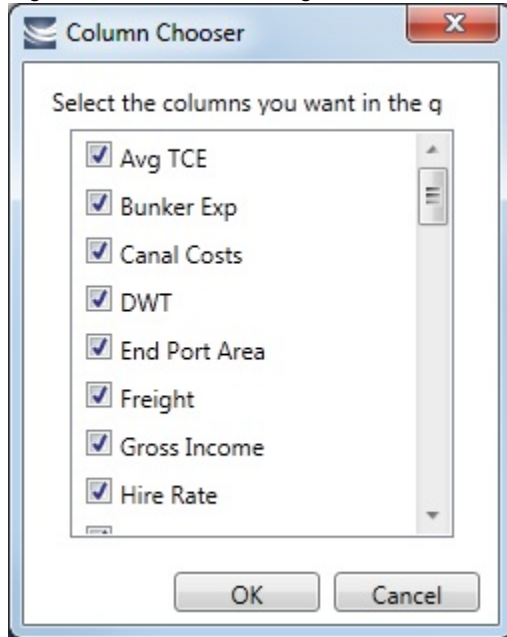 Column Chooser
Select the columns you want in the q
Avg TCE
Bunker Exp
Canal Costs
DWT
End Port Area
Freight
Gross Income
Hire Rate
OK Cancel